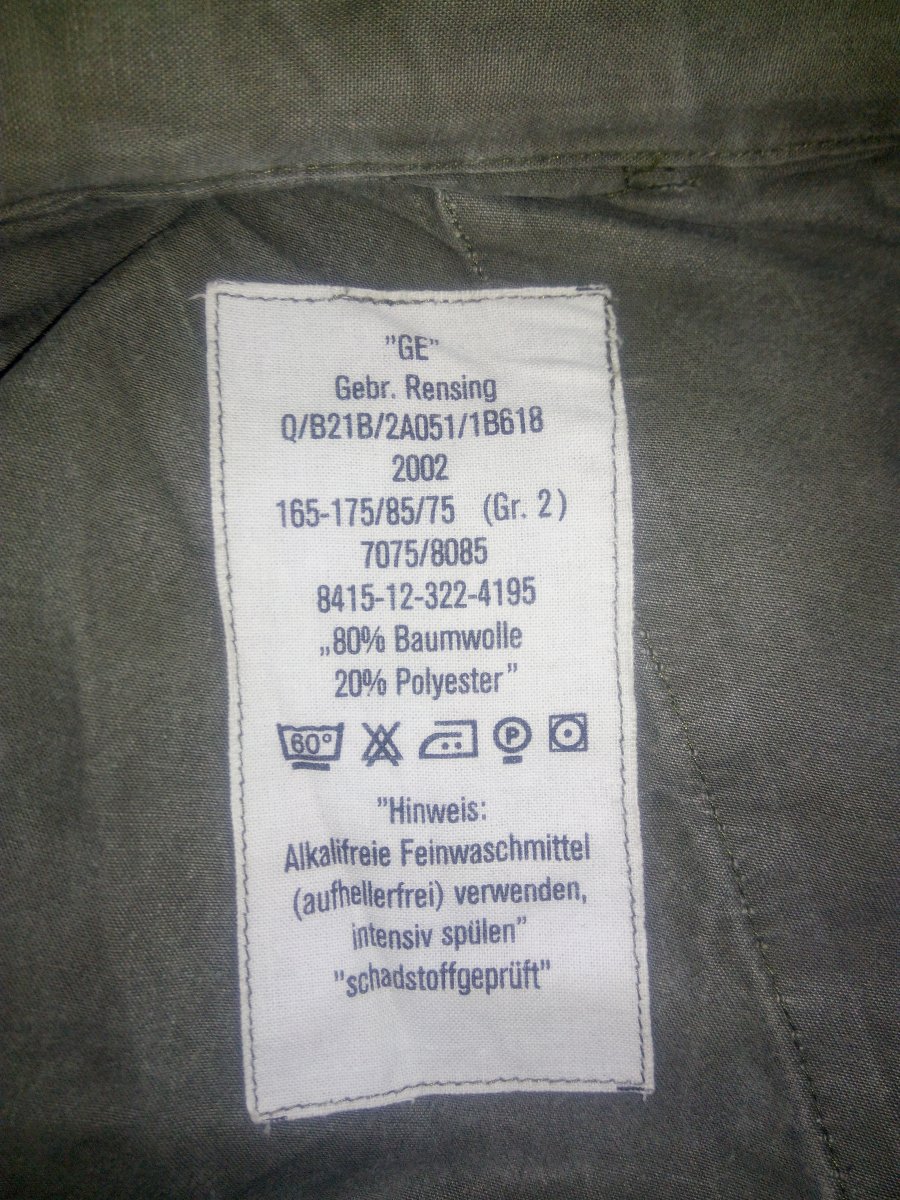 "GE"
Gebr. Rensing
Q/B21B/2A051/1B618
2002
165-175/85/75 (Gr. 2)
7075/8085
8415-12-322-4195
„80% Baumwolle
20% Polyester"
60° P
"Hinweis:
Alkalifreie Feinwaschmittel
(aufhellerfrei) verwenden,
intensiv spülen"
"schadstoffgeprüft"